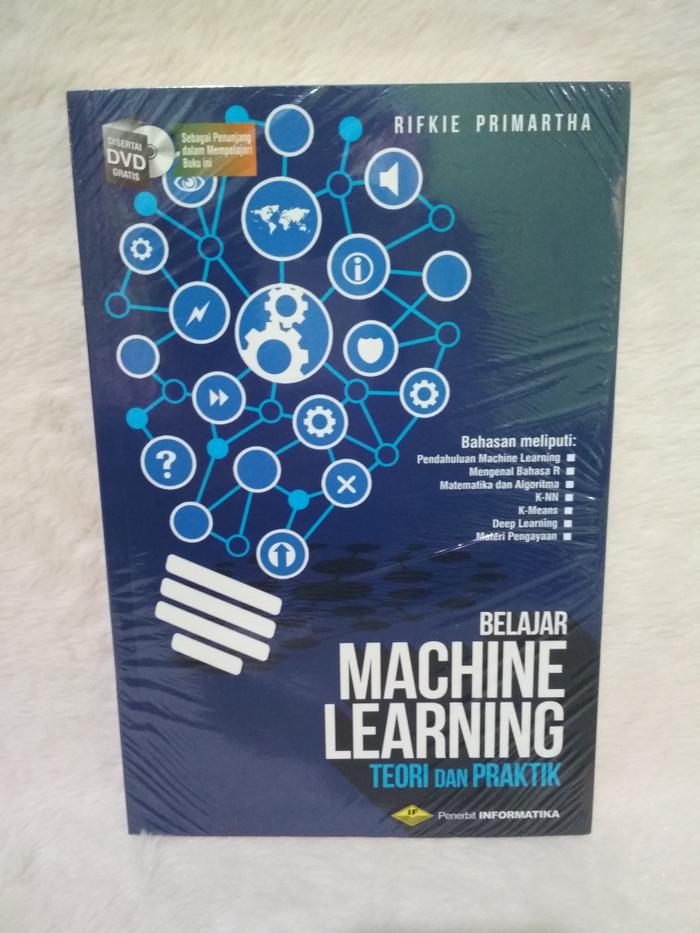 RIFKIE PRIMARTHA
DISERTAI
DVD
GRATIS
Sebagai Penunjang
dalam Mempelajari
Buku ini
Bahasan meliputi:
Pendahuluan Machine Learning
Mengenal Bahasa R
Matematika dan Algoritma
K-NN
K-Means
Deep Learning
Materi Pengayaan
BELAJAR
MACHINE
LEARNING
TEORI DAN PRAKTIK
IF
Penerbit INFORMATIKA